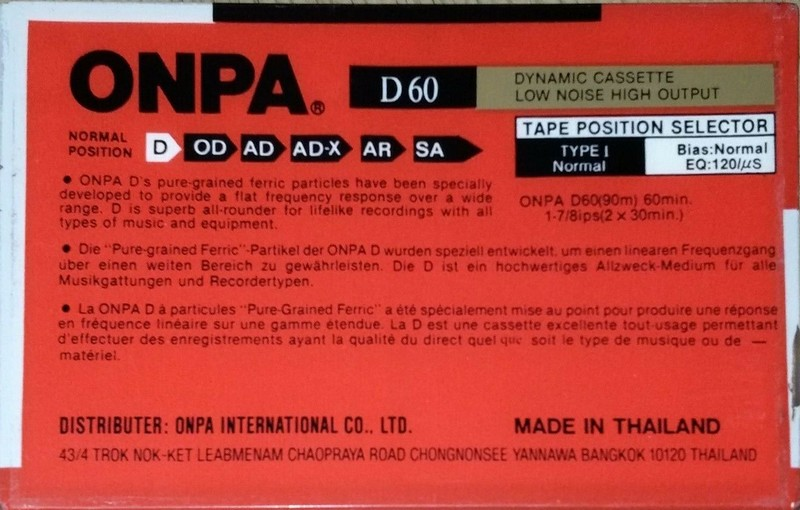 ONPA®
D 60
DYNAMIC CASSETTE
LOW NOISE HIGH OUTPUT
NORMAL
POSITION
D OD AD AD-X AR SA
TAPE POSITION SELECTOR
TYPE I
Normal
Bias:Normal
EQ:120/µS
ONPA D60(90m) 60min.
1-7/8ips(2 × 30min.)
• ONPA D's pure-grained ferric particles have been specially
developed to provide a flat frequency response over a wide
range. D is superb all-rounder for lifelike recordings with all
types of music and equipment.
• Die "Pure-grained Ferric"-Partikel der ONPA D wurden speziell entwickelt, um einen linearen Frequenzgang
über einen weiten Bereich zu gewährleisten. Die D ist ein hochwertiges Allzweck-Medium für alle
Musikgattungen und Recordertypen.
• La ONPA D à particules "Pure-Grained Ferric" a été spécialement mise au point pour produire une réponse
en fréquence linéaire sur une gamme étendue. La D est une cassette excellente tout-usage permettant
d'effectuer des enregistrements ayant la qualité du direct quel que soit le type de musique ou de —
matériel.
DISTRIBUTER: ONPA INTERNATIONAL CO., LTD.
MADE IN THAILAND
43/4 TROK NOK-KET LEABMENAM CHAOPRAYA ROAD CHONGNONSEE YANNAWA BANGKOK 10120 THAILAND